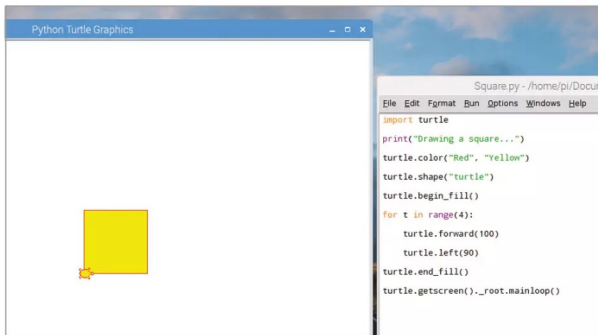 Python Turtle Graphics
Square.py - /home/pi/Docu
File Edit Format Run Options Windows Help
import turtle
print("Drawing a square...")
turtle.color("Red", "Yellow")
turtle.shape("turtle")
turtle.begin_fill()
for t in range(4):
    turtle.forward(100)
    turtle.left(90)
turtle.end_fill()
turtle.getscreen()._root.mainloop()